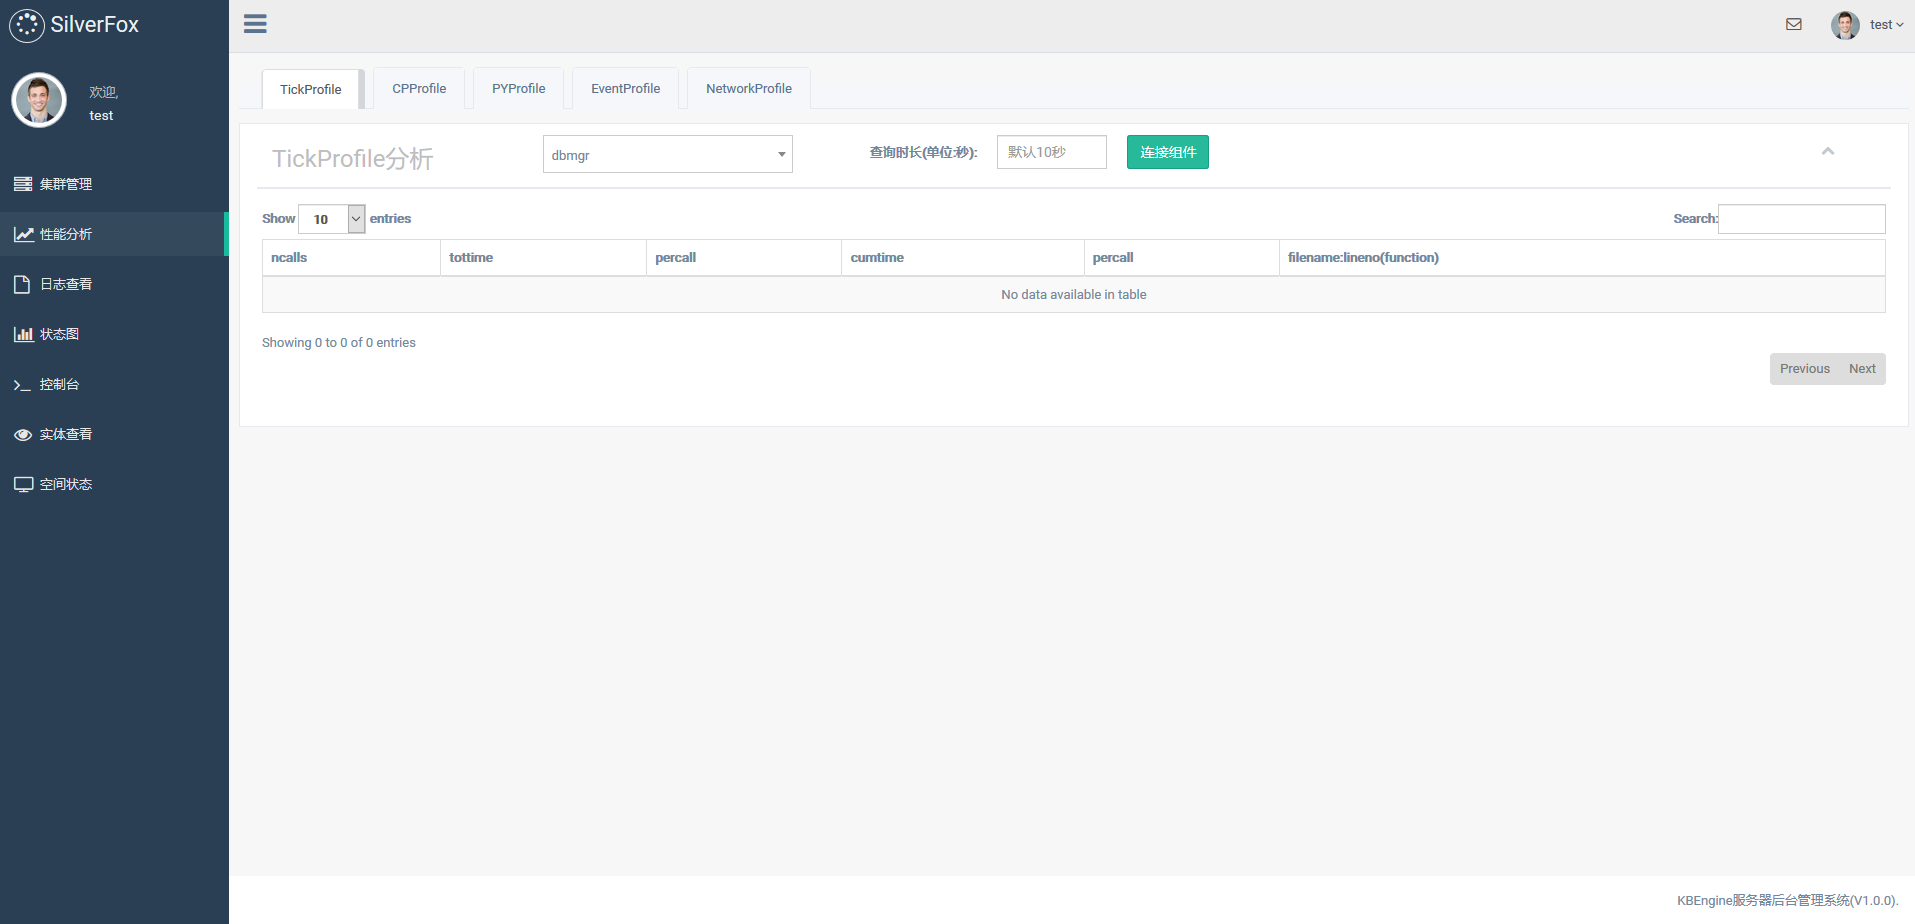 SilverFox
test
欢迎,
test
集群管理
性能分析
日志查看
状态图
控制台
实体查看
空间状态
TickProfile
CPProfile
PYProfile
EventProfile
NetworkProfile
TickProfile分析
dbmgr
查询时长(单位:秒):
默认10秒
连接组件
Show 10 entries
Search:
ncalls tottime percall cumtime percall filename:lineno(function)
No data available in table
Showing 0 to 0 of 0 entries
Previous Next
KBEngine服务器后台管理系统(V1.0.0).